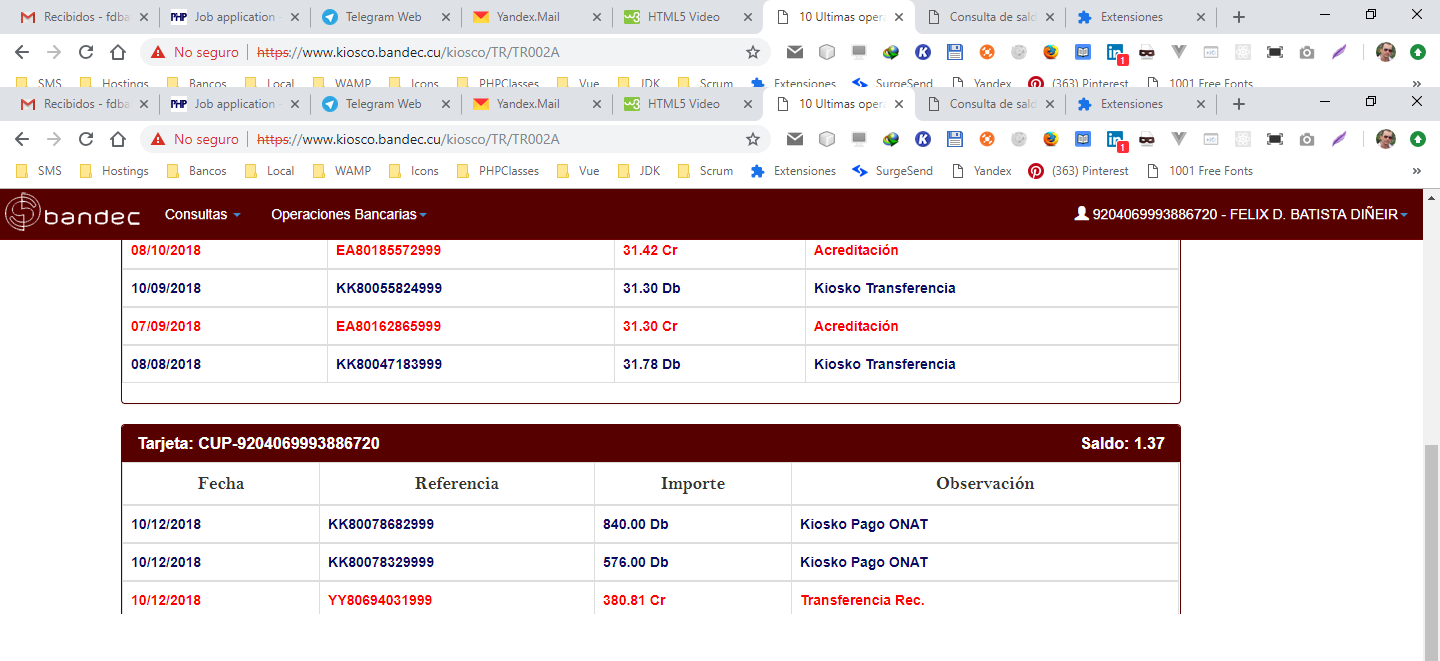 Recibidos - fdba Job application - Telegram Web Yandex.Mail HTML5 Video 10 Ultimas oper Consulta de sald Extensiones
No seguro https://www.kiosco.bandec.cu/kiosco/TR/TR002A
SMS Hostings Bancos Local WAMP Icons PHPClasses Vue JDK Scrum Extensiones SurgeSend Yandex (363) Pinterest 1001 Free Fonts »
Recibidos - fdba Job application - Telegram Web Yandex.Mail HTML5 Video 10 Ultimas oper Consulta de sald Extensiones
No seguro https://www.kiosco.bandec.cu/kiosco/TR/TR002A
SMS Hostings Bancos Local WAMP Icons PHPClasses Vue JDK Scrum Extensiones SurgeSend Yandex (363) Pinterest 1001 Free Fonts »
bandec Consultas Operaciones Bancarias 9204069993886720 - FELIX D. BATISTA DIÑEIR
08/10/2018 EA80185572999 31.42 Cr Acreditación
10/09/2018 KK80055824999 31.30 Db Kiosko Transferencia
07/09/2018 EA80162865999 31.30 Cr Acreditación
08/08/2018 KK80047183999 31.78 Db Kiosko Transferencia
Tarjeta: CUP-9204069993886720 Saldo: 1.37
Fecha Referencia Importe Observación
10/12/2018 KK80078682999 840.00 Db Kiosko Pago ONAT
10/12/2018 KK80078329999 576.00 Db Kiosko Pago ONAT
10/12/2018 YY80694031999 380.81 Cr Transferencia Rec.